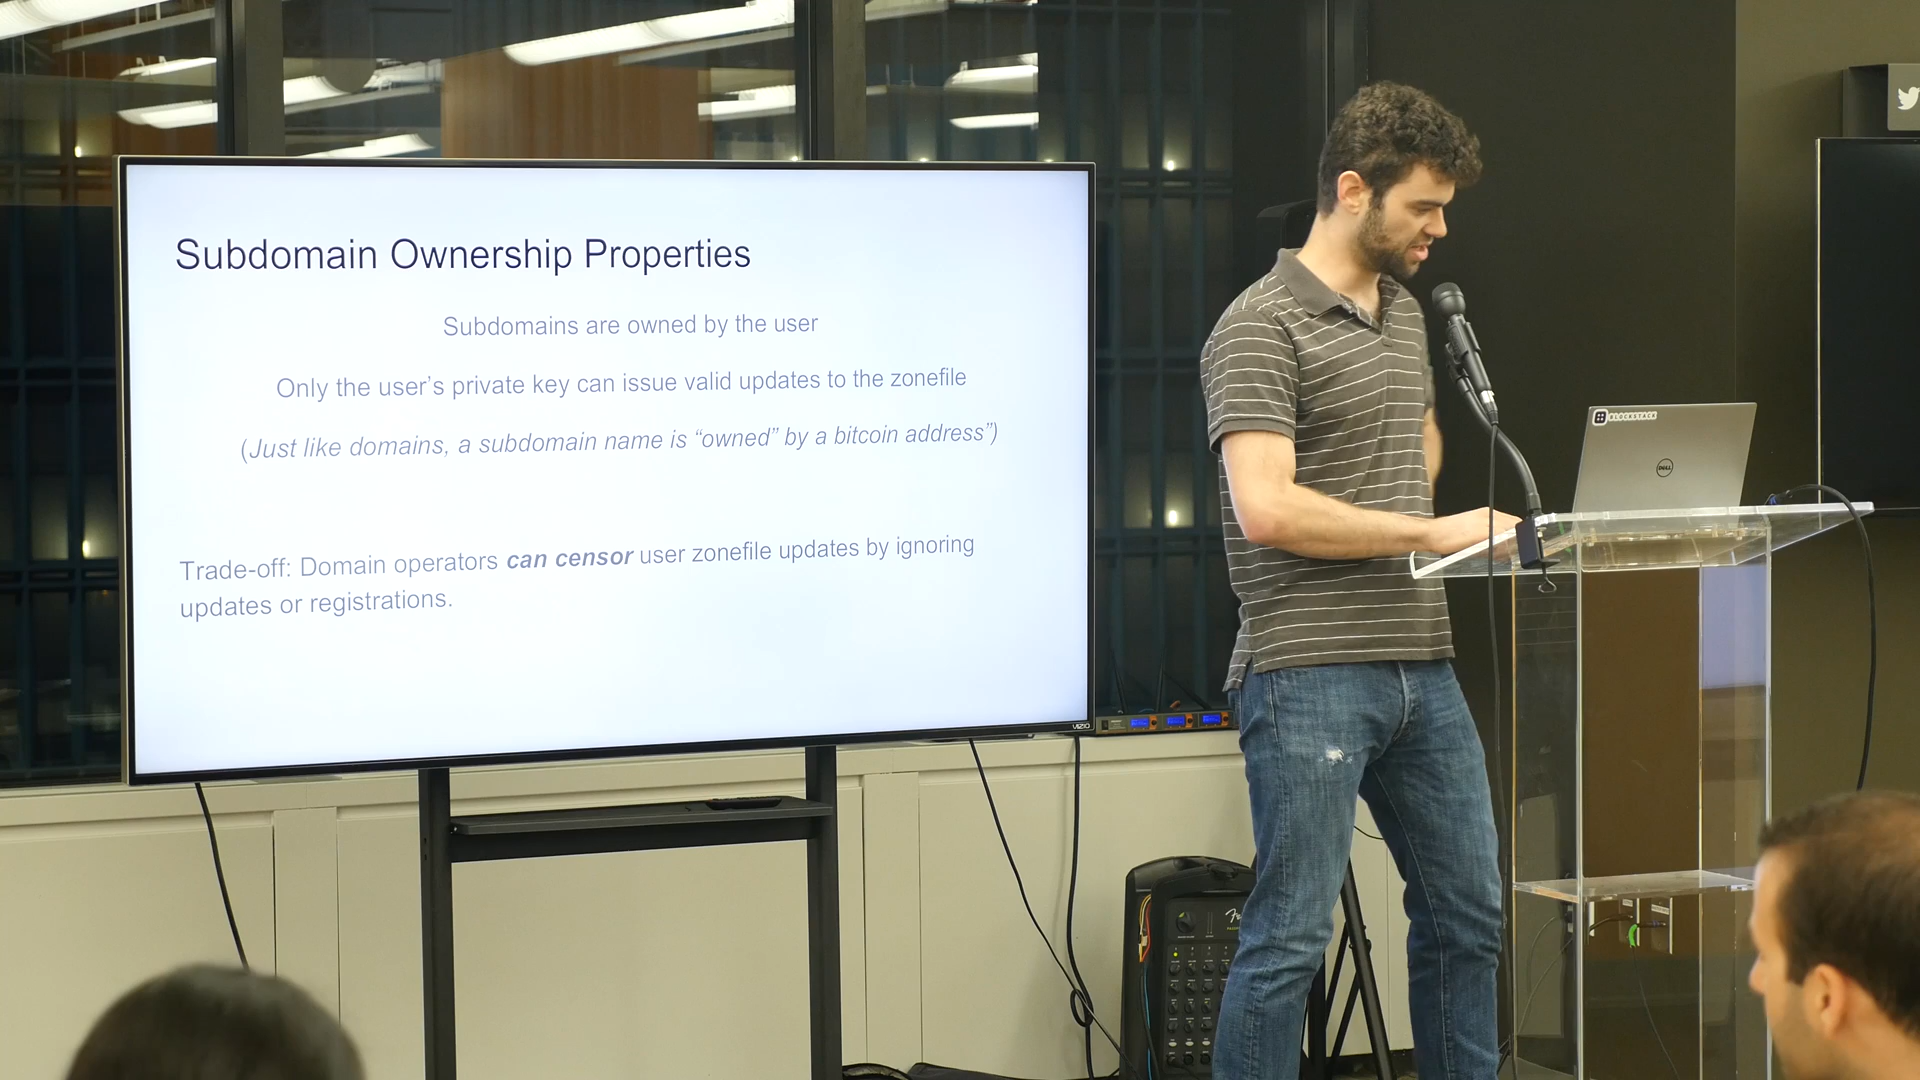 Subdomain Ownership Properties
Subdomains are owned by the user
Only the user's private key can issue valid updates to the zonefile
(Just like domains, a subdomain name is “owned” by a bitcoin address”)
Trade-off: Domain operators can censor user zonefile updates by ignoring
updates or registrations.
VIZIO
BLOCKSTACK
DELL